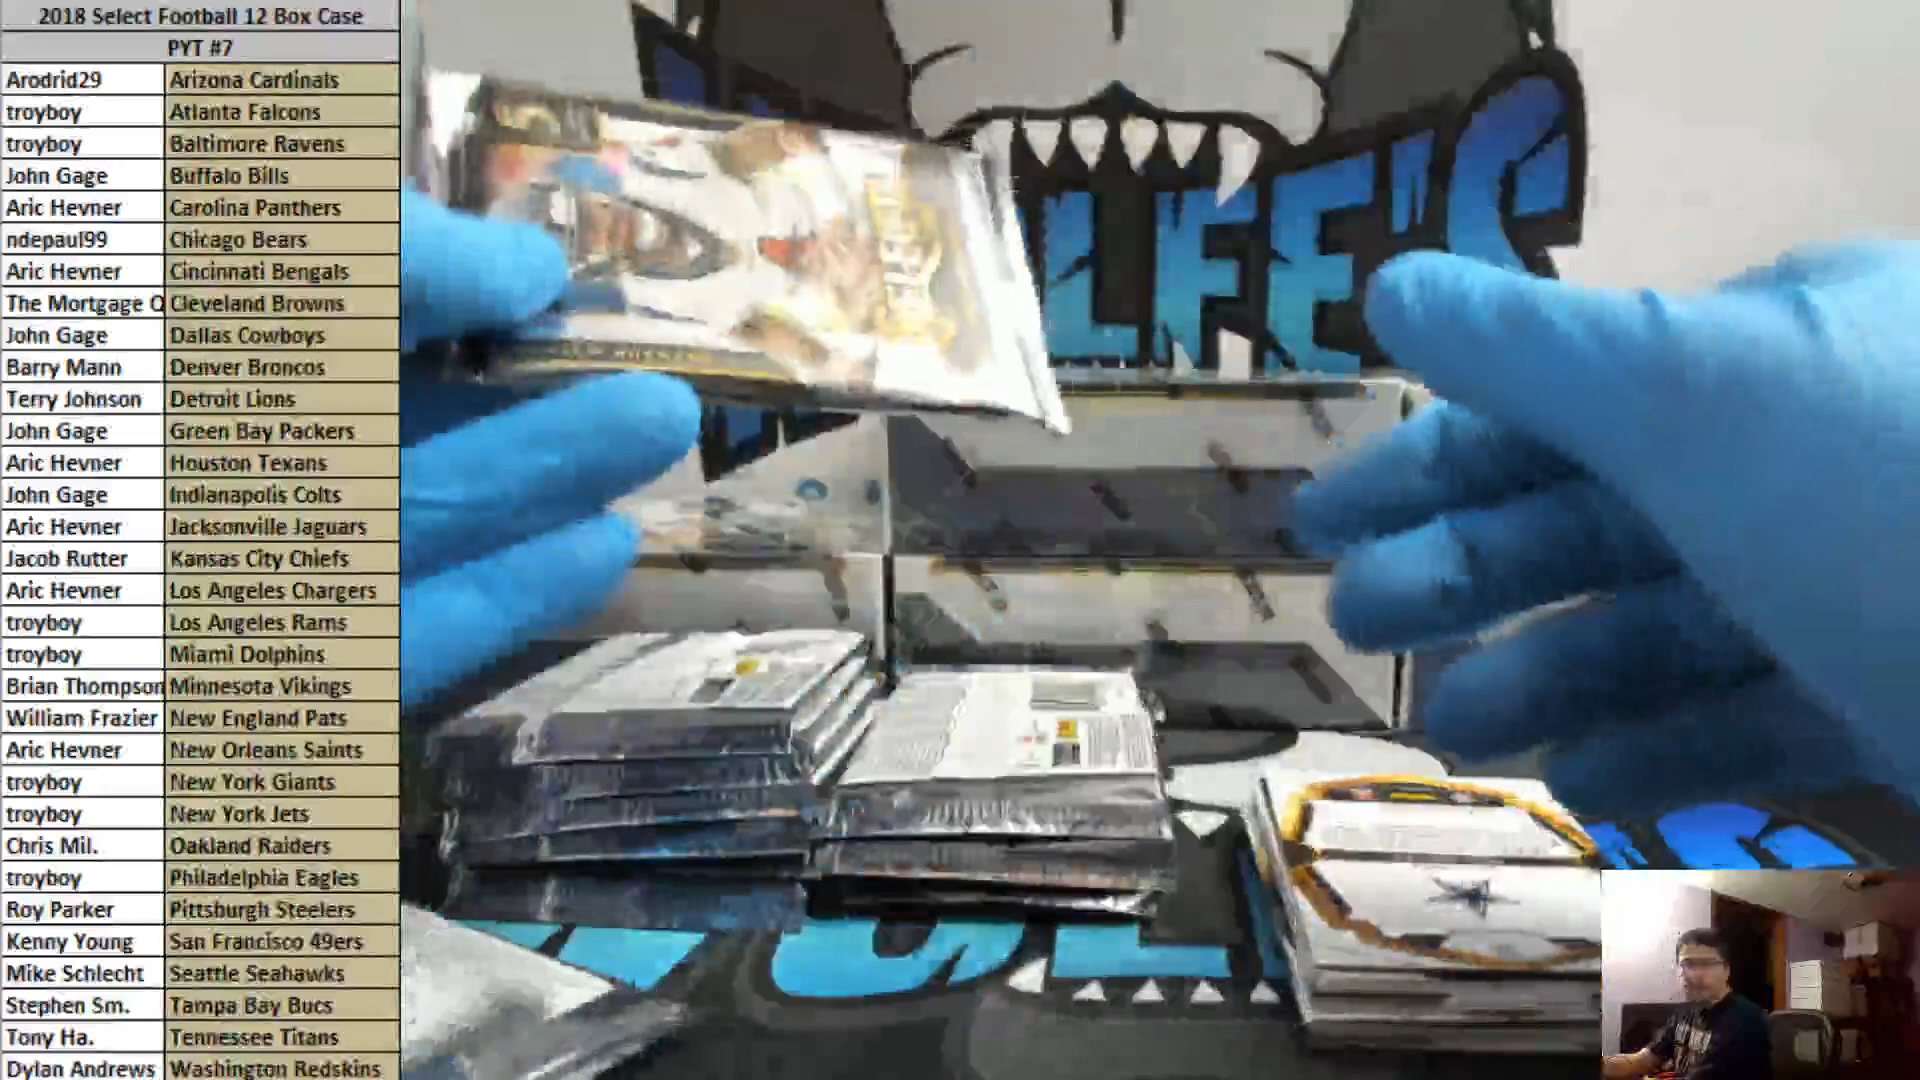 2018 Select Football 12 Box Case
PYT #7
Arodrid29 Arizona Cardinals
troyboy Atlanta Falcons
troyboy Baltimore Ravens
John Gage Buffalo Bills
Aric Hevner Carolina Panthers
ndepaul99 Chicago Bears
Aric Hevner Cincinnati Bengals
The Mortgage Cleveland Browns
John Gage Dallas Cowboys
Barry Mann Denver Broncos
Terry Johnson Detroit Lions
John Gage Green Bay Packers
Aric Hevner Houston Texans
John Gage Indianapolis Colts
Aric Hevner Jacksonville Jaguars
Jacob Rutter Kansas City Chiefs
Aric Hevner Los Angeles Chargers
troyboy Los Angeles Rams
troyboy Miami Dolphins
Brian Thompson Minnesota Vikings
William Frazier New England Pats
Aric Hevner New Orleans Saints
troyboy New York Giants
troyboy New York Jets
Chris Mil. Oakland Raiders
troyboy Philadelphia Eagles
Roy Parker Pittsburgh Steelers
Kenny Young San Francisco 49ers
Mike Schlecht Seattle Seahawks
Stephen Sm. Tampa Bay Bucs
Tony Ha. Tennessee Titans
Dylan Andrews Washington Redskins